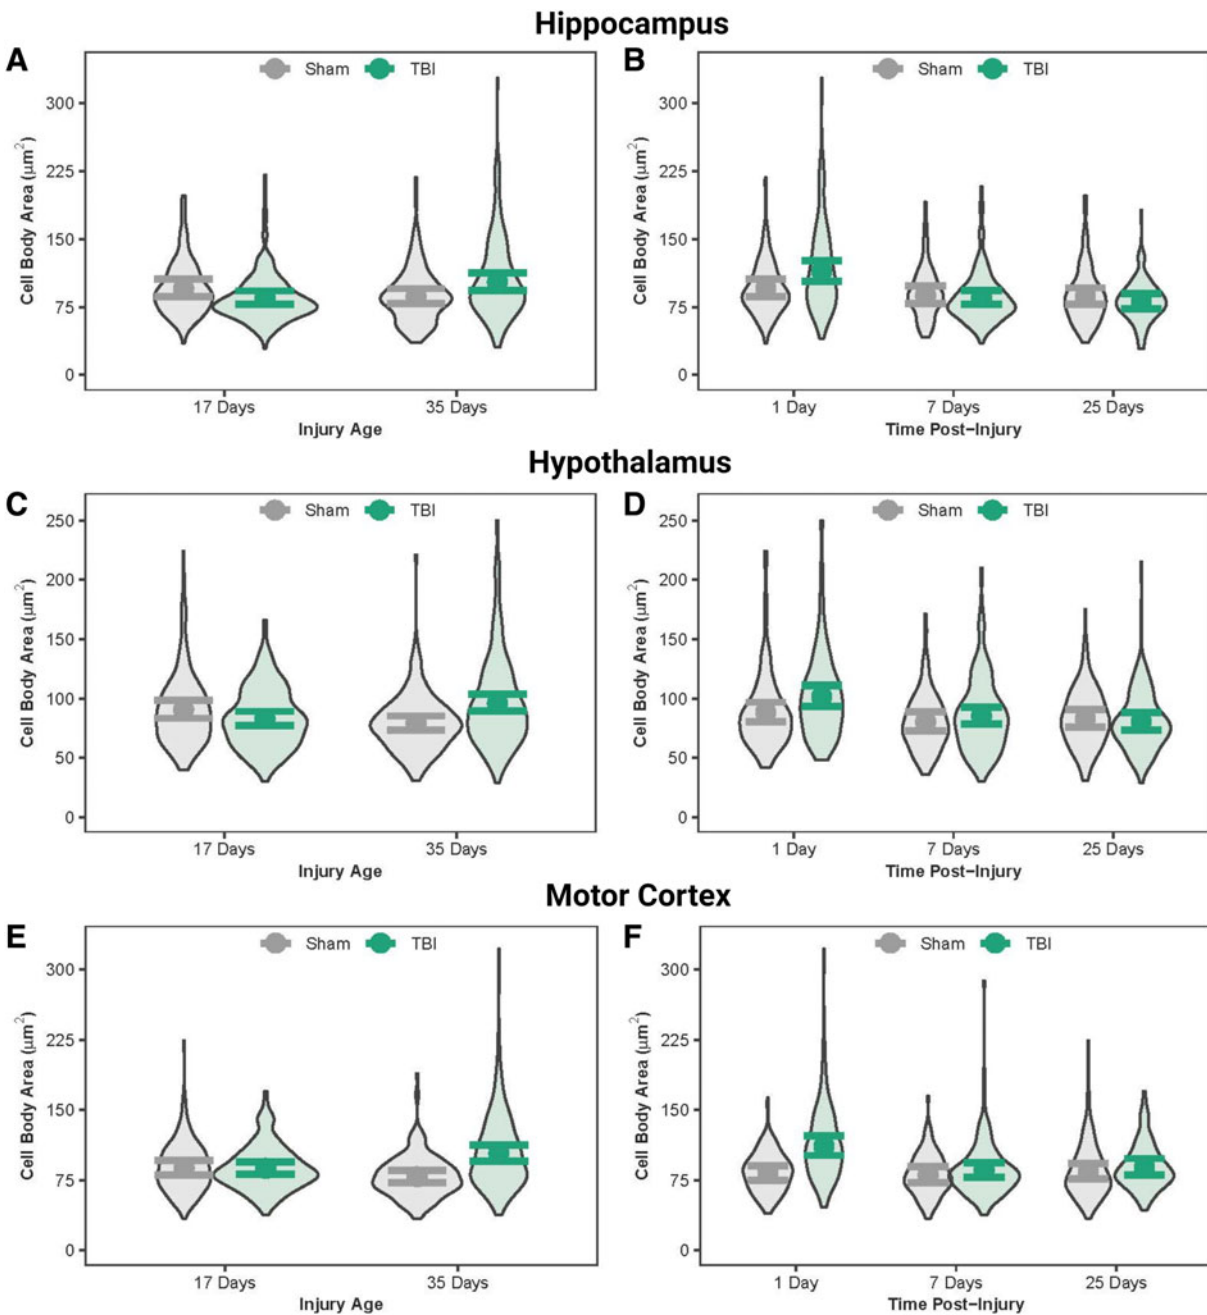 Hippocampus
A
Sham TBI
Cell Body Area (μm²)
300
225
150
75
0
17 Days 35 Days
Injury Age
B
Sham TBI
Cell Body Area (μm²)
300
225
150
75
0
1 Day 7 Days 25 Days
Time Post−Injury
Hypothalamus
C
Sham TBI
Cell Body Area (μm²)
250
200
150
100
50
0
17 Days 35 Days
Injury Age
D
Sham TBI
Cell Body Area (μm²)
250
200
150
100
50
0
1 Day 7 Days 25 Days
Time Post−Injury
Motor Cortex
E
Sham TBI
Cell Body Area (μm²)
300
225
150
75
0
17 Days 35 Days
Injury Age
F
Sham TBI
Cell Body Area (μm²)
300
225
150
75
0
1 Day 7 Days 25 Days
Time Post−Injury